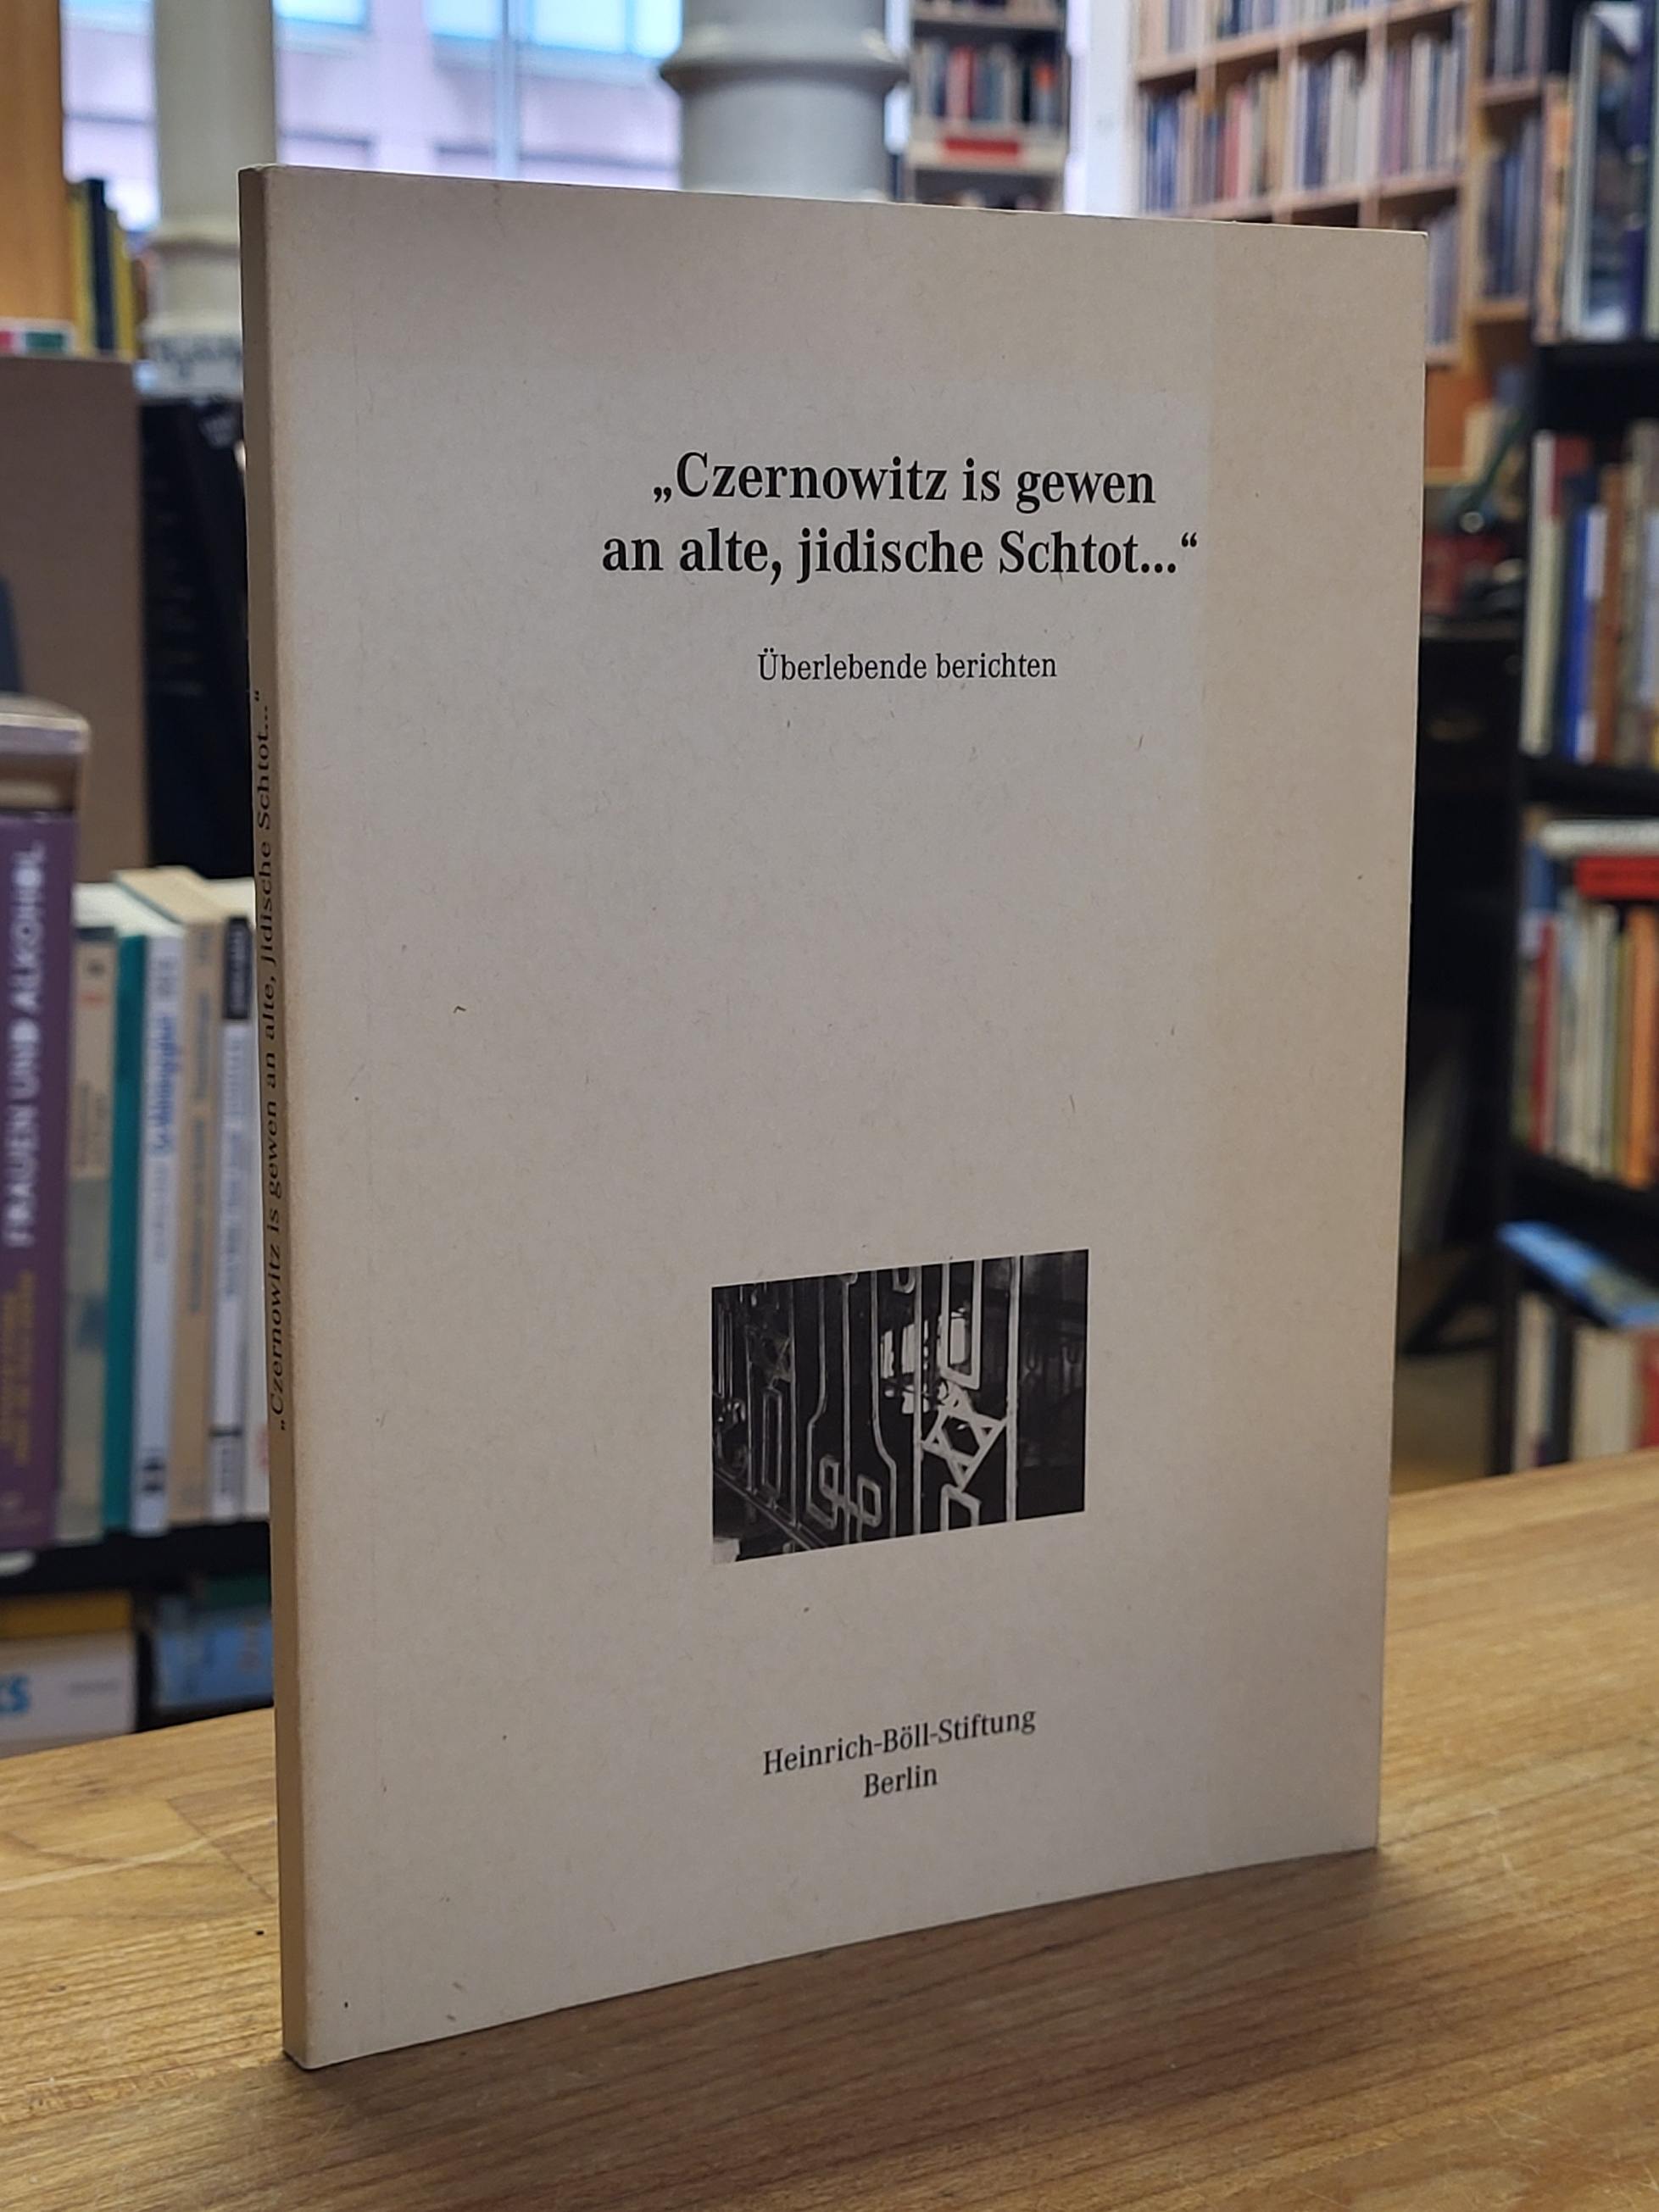 „Czernowitz is gewen
an alte, jidische Schtot...“
Überlebende berichten
Heinrich-Böll-Stiftung
Berlin
„Czernowitz is gewen an alte, jidische Schtot...“
FRAUEN UND ALKOHOL